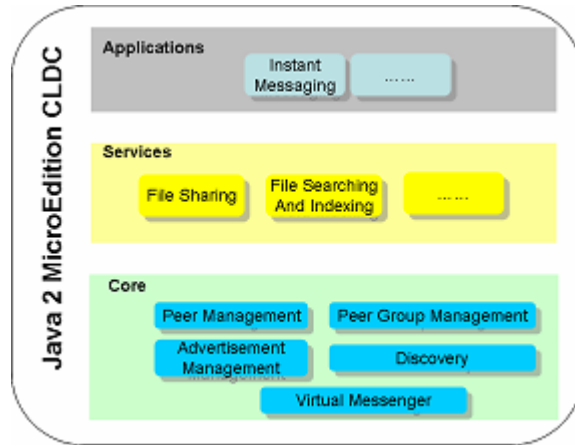 Java 2 MicroEdition CLDC
Applications
Instant
Messaging
......
Services
File Sharing
File Searching
And Indexing
......
Core
Peer Management
Peer Group Management
Advertisement
Management
Discovery
Virtual Messenger